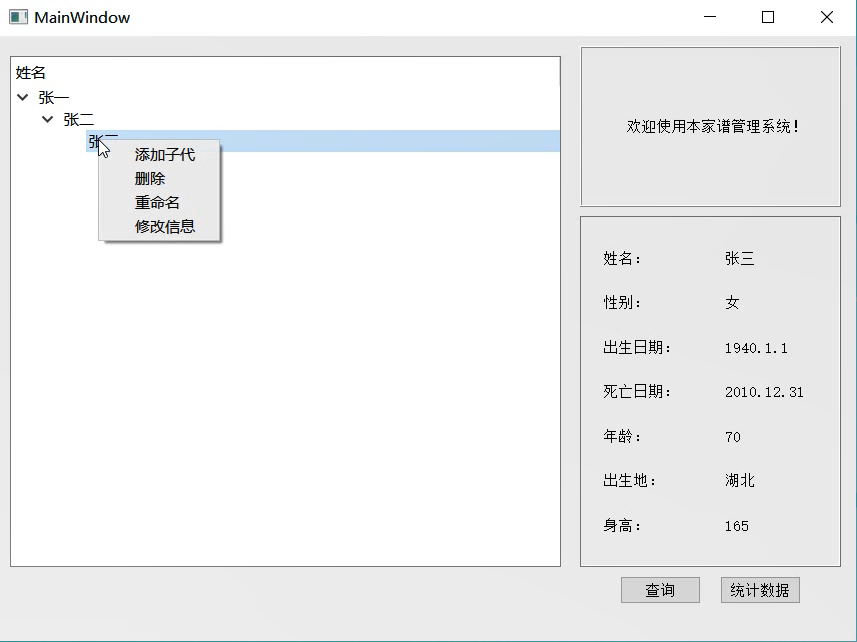 MainWindow
姓名
张一
张二
添加子代
删除
重命名
修改信息
欢迎使用本家谱管理系统！
姓名： 张三
性别： 女
出生日期： 1940.1.1
死亡日期： 2010.12.31
年龄： 70
出生地： 湖北
身高： 165
查询
统计数据